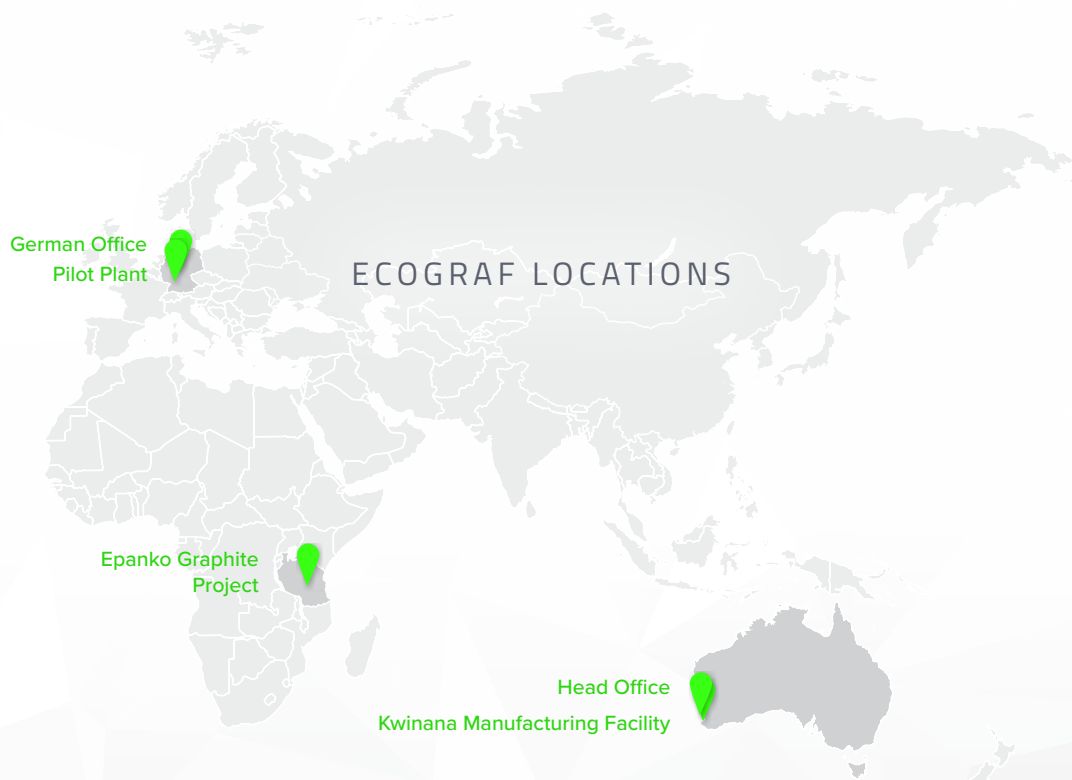 German Office
Pilot Plant
ECOGRAF LOCATIONS
Epanko Graphite
Project
Head Office
Kwinana Manufacturing Facility